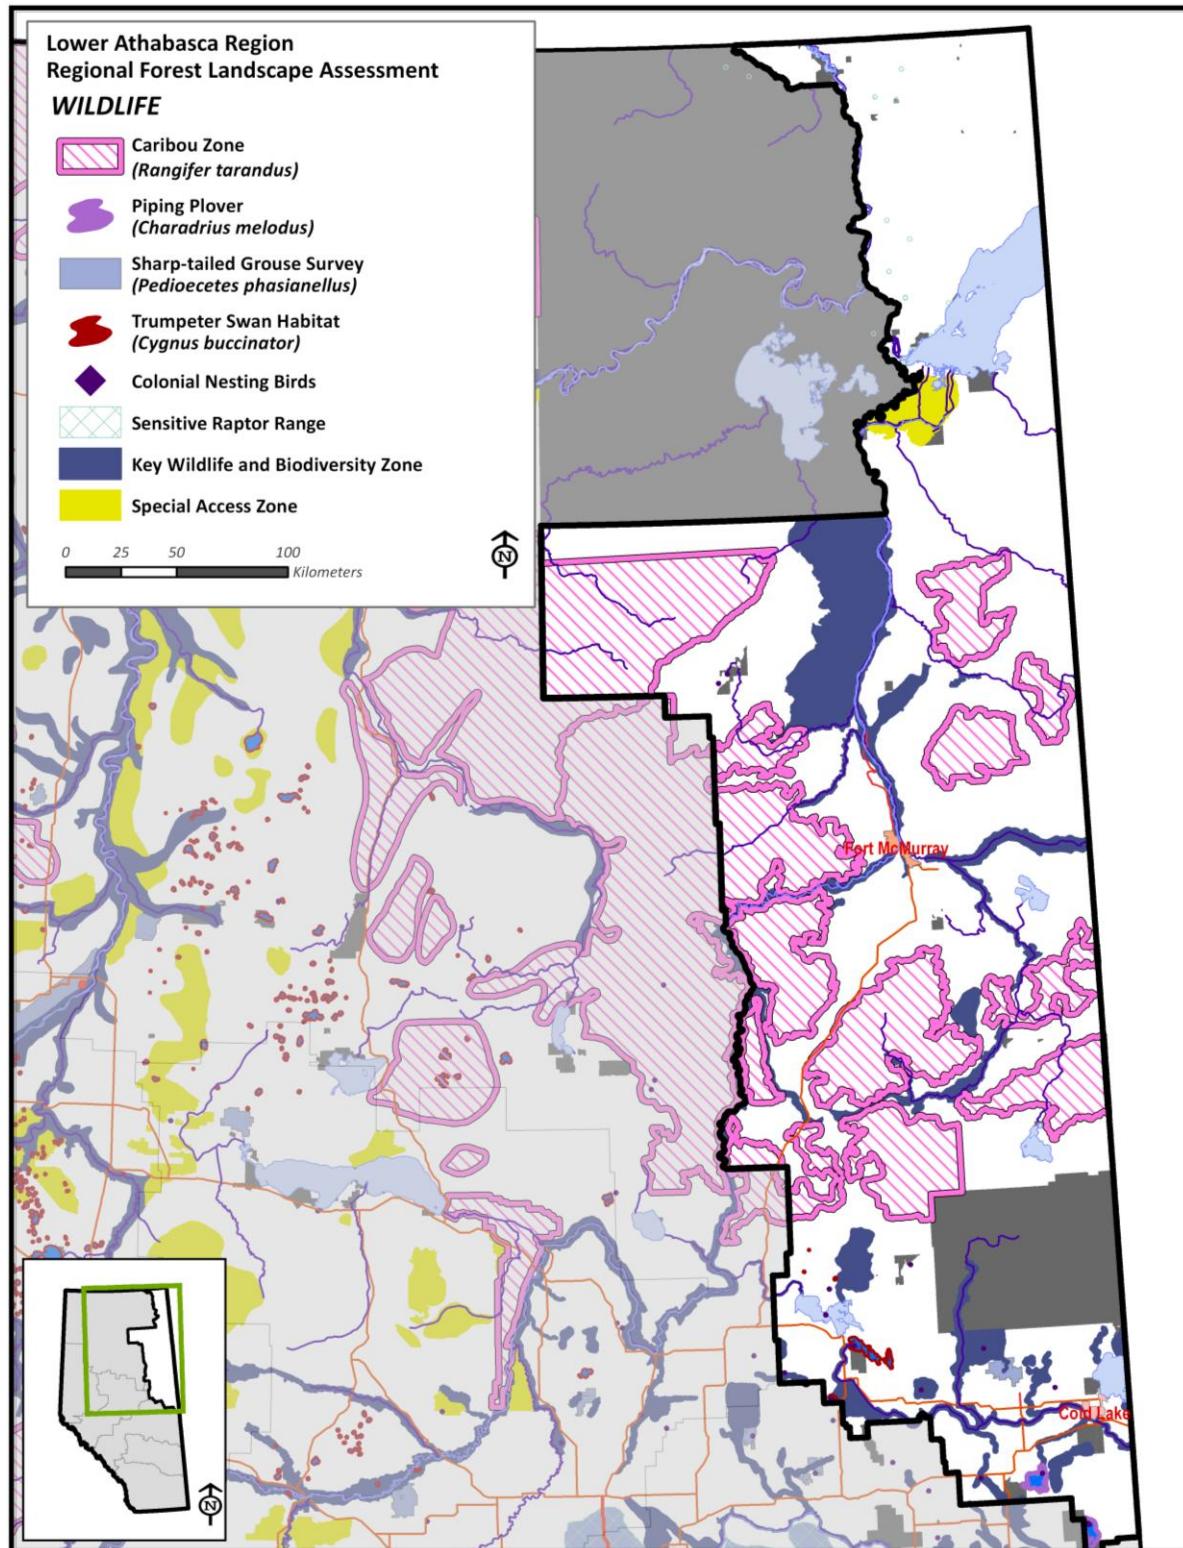 Lower Athabasca Region
Regional Forest Landscape Assessment
WILDLIFE
Caribou Zone
(Rangifer tarandus)
Piping Plover
(Charadrius melodus)
Sharp-tailed Grouse Survey
(Pedioecetes phasianellus)
Trumpeter Swan Habitat
(Cygnus buccinator)
Colonial Nesting Birds
Sensitive Raptor Range
Key Wildlife and Biodiversity Zone
Special Access Zone
0 25 50 100
Kilometers
N
Fort McMurray
Cold Lake
N